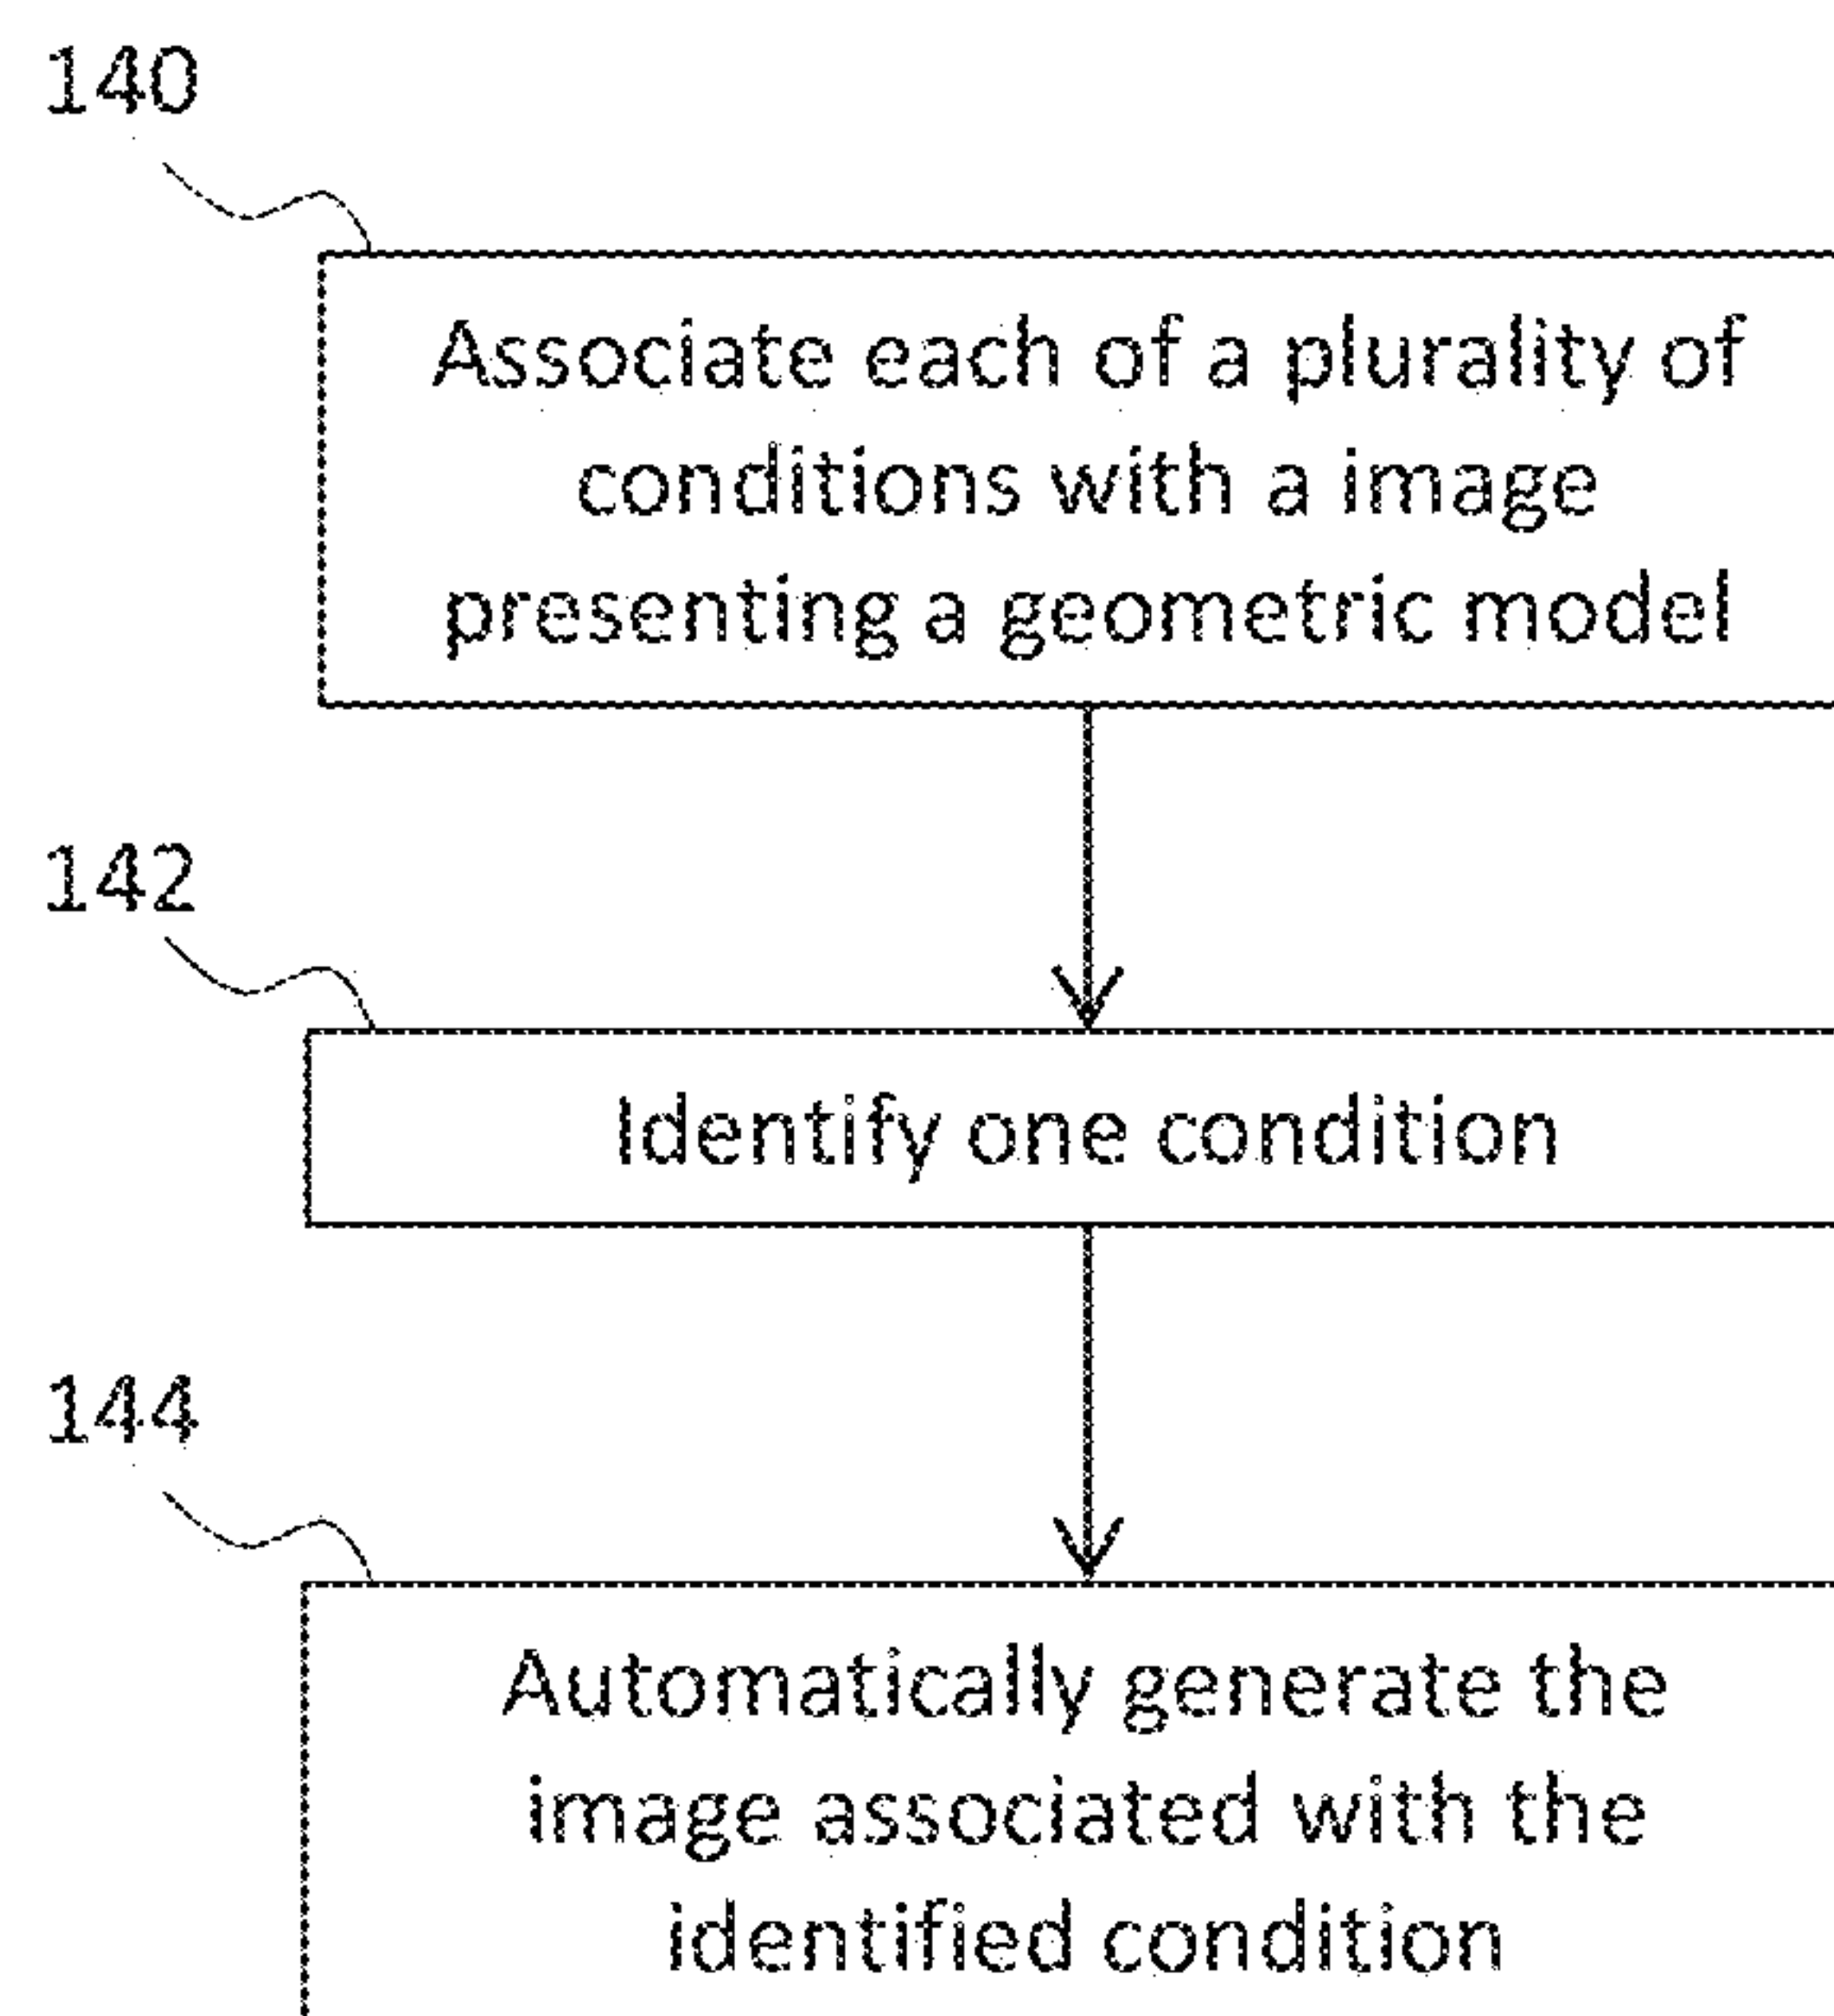 140
Associate each of a plurality of
conditions with a image
presenting a geometric model
142
Identify one condition
144
Automatically generate the
image associated with the
identified condition